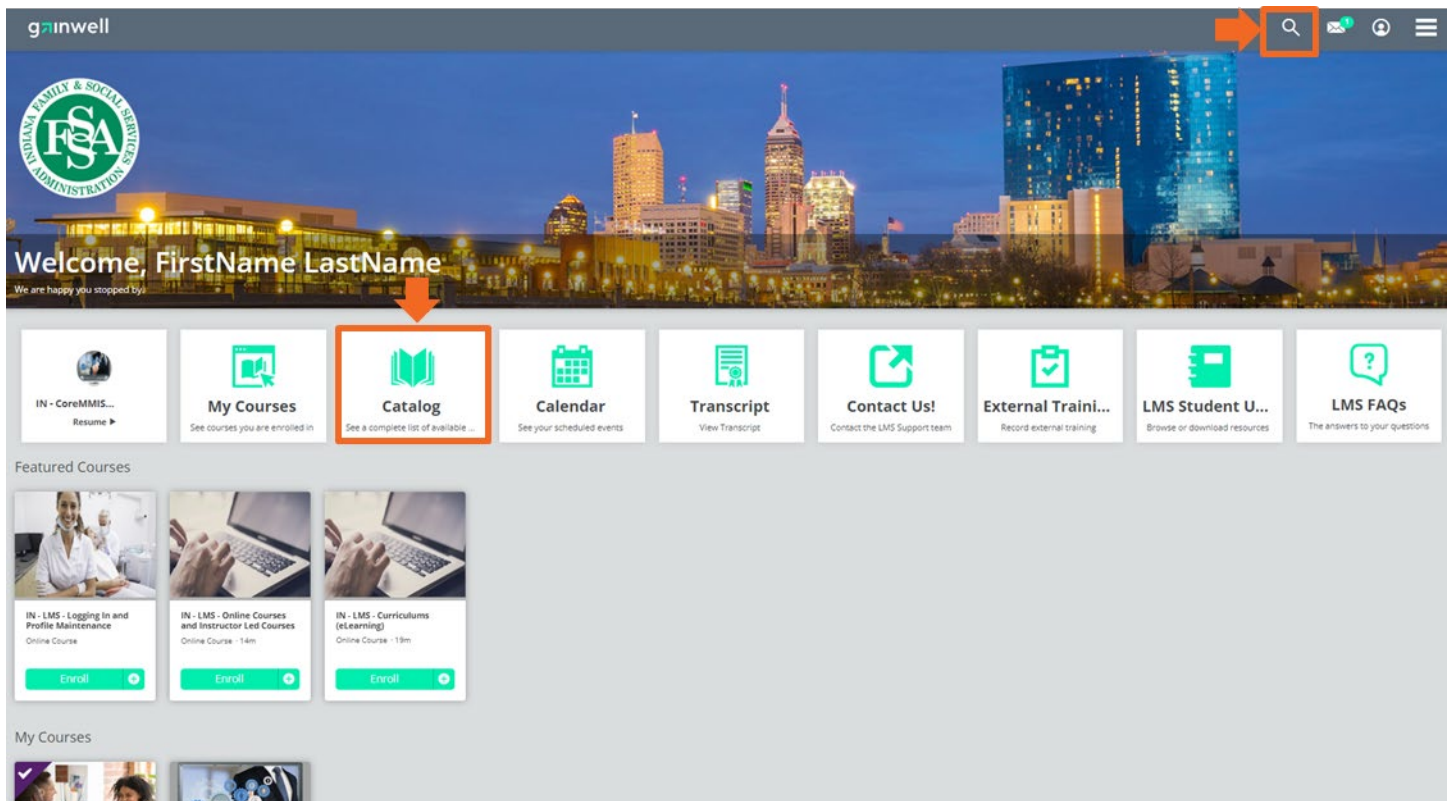 gainwell
1
INDIANA FAMILY & SOCIAL SERVICES ADMINISTRATION
FSSA
Welcome, FirstName LastName
We are happy you stopped by.
IN - CoreMMIS...
Resume
My Courses
See courses you are enrolled in
Catalog
See a complete list of available ...
Calendar
See your scheduled events
Transcript
View Transcript
Contact Us!
Contact the LMS Support team
External Traini...
Record external training
LMS Student U...
Browse or download resources
LMS FAQs
The answers to your questions
Featured Courses
IN - LMS - Logging In and
Profile Maintenance
Online Course
Enroll
IN - LMS - Online Courses
and Instructor Led Courses
Online Course · 14m
Enroll
IN - LMS - Curriculums
(eLearning)
Online Course · 19m
Enroll
My Courses